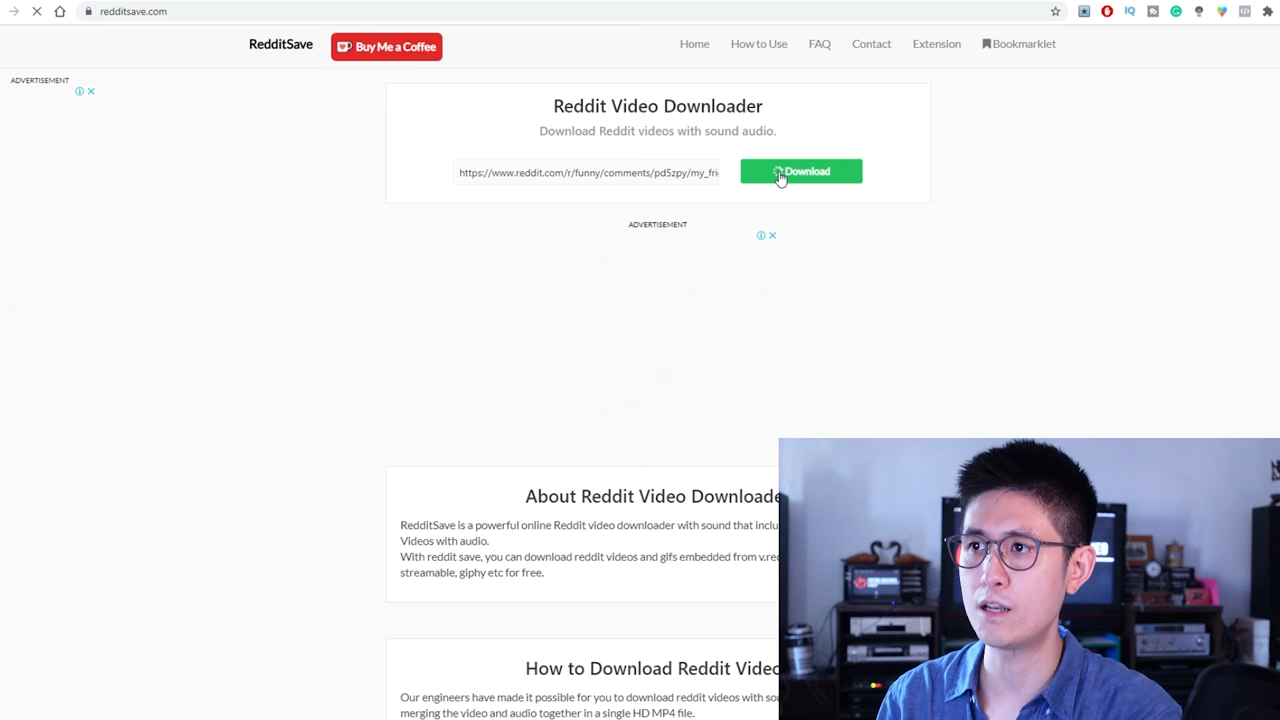 redditsave.com
IQ
RedditSave
Buy Me a Coffee
Home
How to Use
FAQ
Contact
Extension
Bookmarklet
ADVERTISEMENT
Reddit Video Downloader
Download Reddit videos with sound audio.
https://www.reddit.com/r/funny/comments/pd5zpy/my_fri
Download
ADVERTISEMENT
About Reddit Video Downloade
RedditSave is a powerful online Reddit video downloader with sound that inclu
Videos with audio.
With reddit save, you can download reddit videos and gifs embedded from v.red
streamable, giphy etc for free.
How to Download Reddit Video
Our engineers have made it possible for you to download reddit videos with sou
merging the video and audio together in a single HD MP4 file.